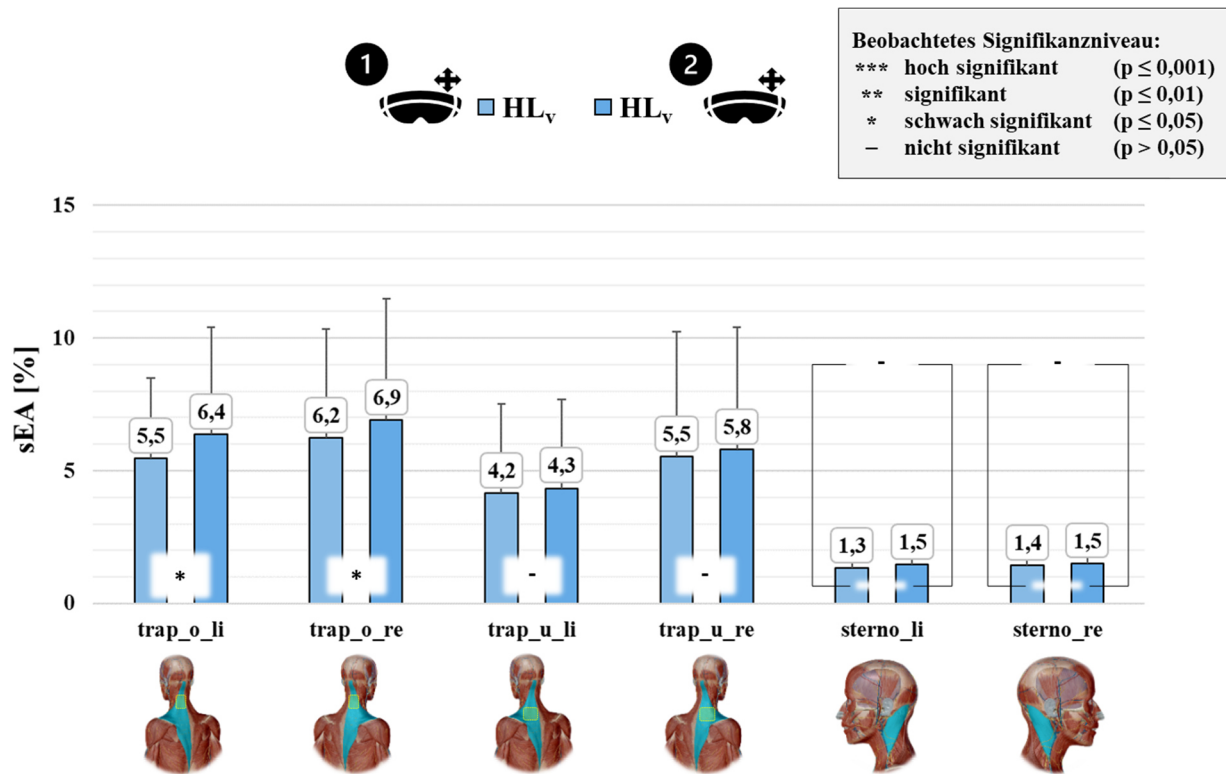 1
HLv
HLv
2
Beobachtetes Signifikanzniveau:
*** hoch signifikant (p ≤ 0,001)
** signifikant (p ≤ 0,01)
* schwach signifikant (p ≤ 0,05)
– nicht signifikant (p > 0,05)
sEA [%]
15
10
5
0
5,5
6,4
6,2
6,9
4,2
4,3
5,5
5,8
1,3
1,5
1,4
1,5
*
*
-
-
-
-
trap_o_li
trap_o_re
trap_u_li
trap_u_re
sterno_li
sterno_re